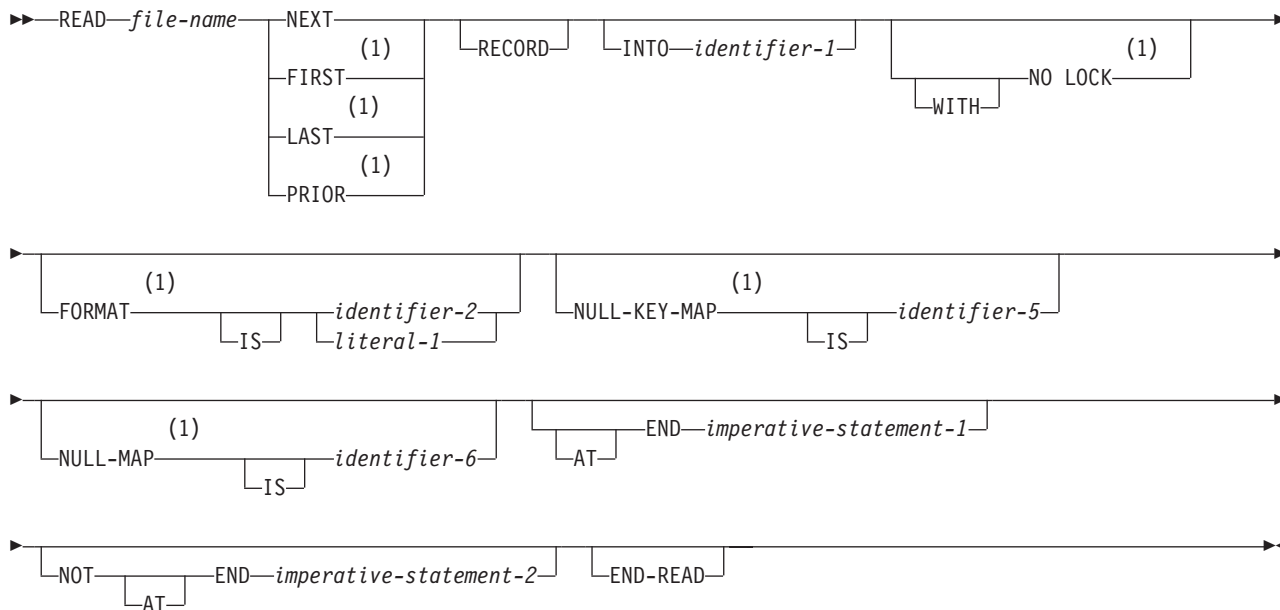 READ file-name NEXT RECORD INTO identifier-1 WITH NO LOCK (1)
FIRST (1)
LAST (1)
PRIOR (1)
FORMAT (1) IS identifier-2 NULL-KEY-MAP (1) IS identifier-5
literal-1
NULL-MAP (1) IS identifier-6 AT END imperative-statement-1
NOT AT END imperative-statement-2 END-READ